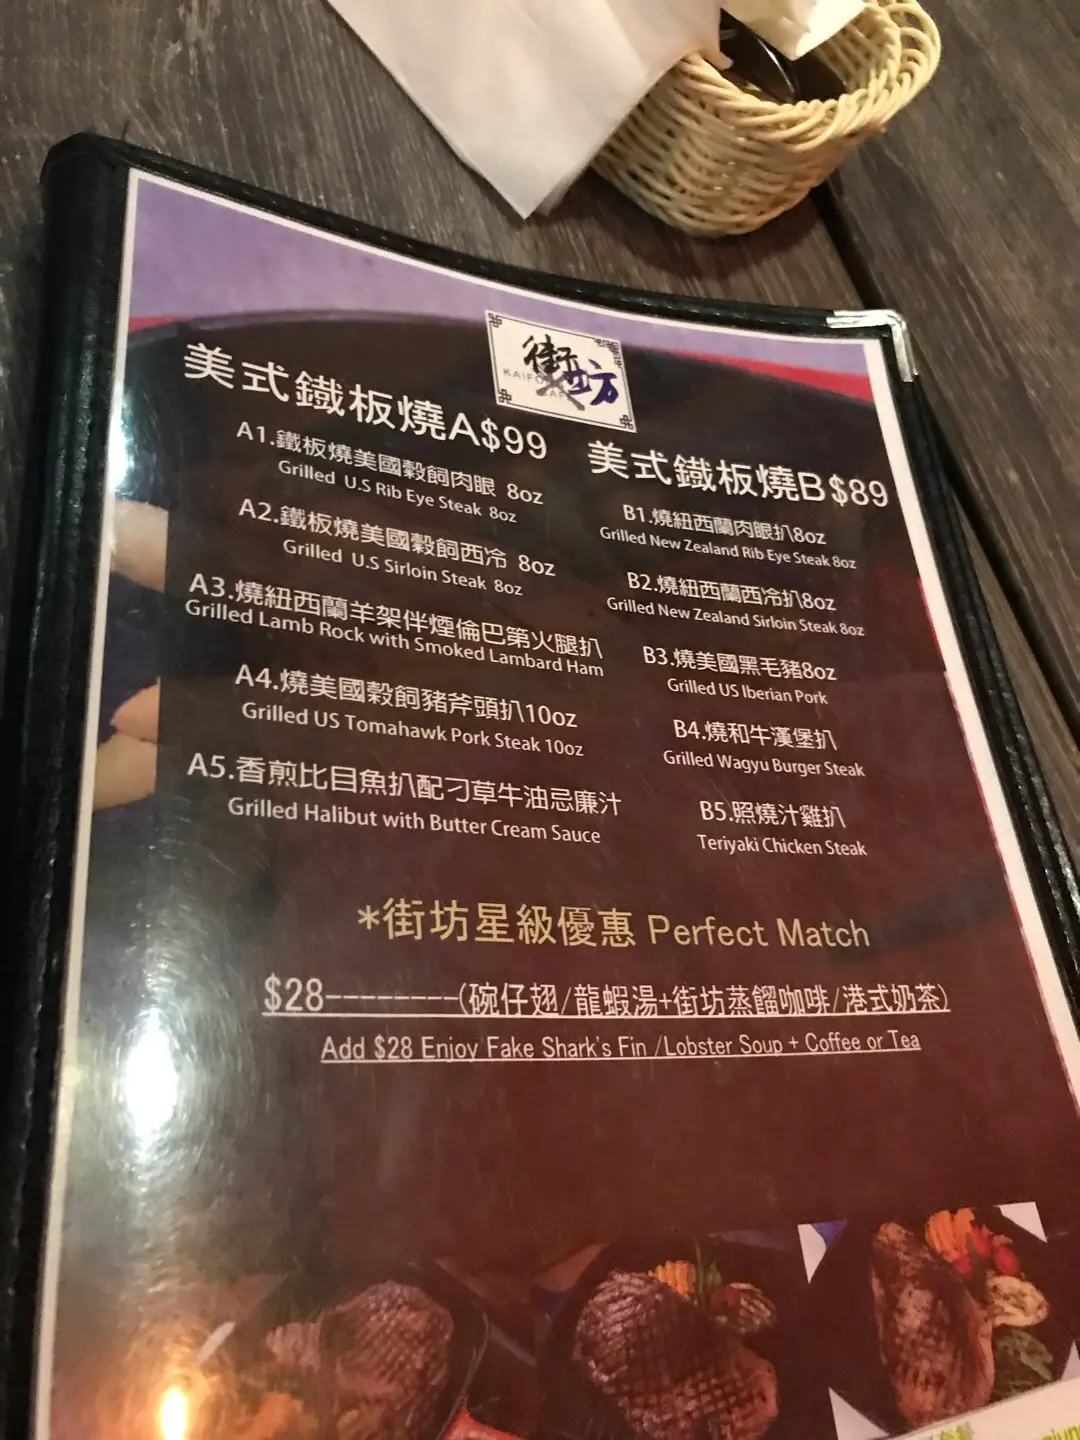 街坊
美式鐵板燒A$99
A1.鐵板燒美國穀飼肉眼 8oz
Grilled U.S Rib Eye Steak 8oz
A2.鐵板燒美國穀飼西冷 8oz
Grilled U.S Sirloin Steak 8oz
A3.燒紐西蘭羊架伴煙倫巴第火腿扒
Grilled Lamb Rock with Smoked Lambard Ham
A4.燒美國穀飼豬斧頭扒10oz
Grilled US Tomahawk Pork Steak 10oz
A5.香煎比目魚扒配刁草牛油忌廉汁
Grilled Halibut with Butter Cream Sauce
美式鐵板燒B$89
B1.燒紐西蘭肉眼扒8oz
Grilled New Zealand Rib Eye Steak 8oz
B2.燒紐西蘭西冷扒8oz
Grilled New Zealand Sirloin Steak 8oz
B3.燒美國黑毛豬8oz
Grilled US Iberian Pork
B4.燒和牛漢堡扒
Grilled Wagyu Burger Steak
B5.照燒汁雞扒
Teriyaki Chicken Steak
*街坊星級優惠 Perfect Match
$28---------(碗仔翅/龍蝦湯+街坊蒸餾咖啡/港式奶茶)
Add $28 Enjoy Fake Shark's Fin /Lobster Soup + Coffee or Tea